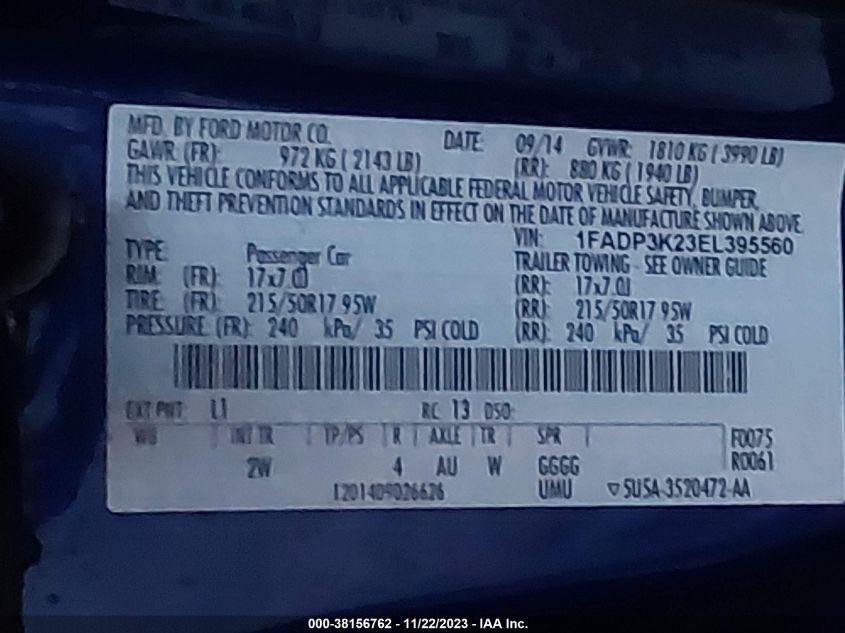 MFD. BY FORD MOTOR CO. DATE: 09/14 GVWR: 1810 KG ( 3990 LB)
GAWR (FR): 972 KG ( 2143 LB) (RR): 880 KG ( 1940 LB)
THIS VEHICLE CONFORMS TO ALL APPLICABLE FEDERAL MOTOR VEHICLE SAFETY, BUMPER,
AND THEFT PREVENTION STANDARDS IN EFFECT ON THE DATE OF MANUFACTURE SHOWN ABOVE.
VIN: 1FADP3K23EL395560
TYPE: Passenger Car TRAILER TOWING - SEE OWNER GUIDE
RIM: (FR): 17x7.0J (RR): 17x7.0J
TIRE: (FR): 215/50R17 95W (RR): 215/50R17 95W
PRESSURE (FR): 240 kPa/ 35 PSI COLD (RR): 240 kPa/ 35 PSI COLD
EXT PNT: L1 RC: 13 DSO:
WB INT TR TP/PS R AXLE TR SPR F0075
2W 4 AU W GGGG R0061
1201409026626 UMU ▽5U5A-3520472-AA
000-38156762 - 11/22/2023 - IAA Inc.